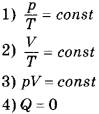 1) p/T = const
2) V/T = const
3) pV = const
4) Q = 0